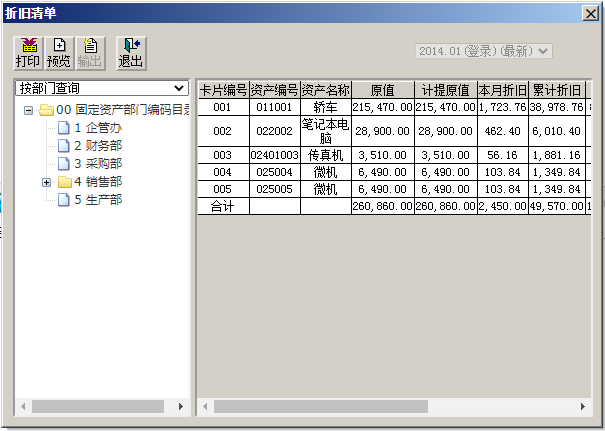 折旧清单
打印 预览 输出 退出
2014.01(登录)(最新)
按部门查询
00 固定资产部门编码目录
1 企管办
2 财务部
3 采购部
4 销售部
5 生产部
卡片编号 资产编号 资产名称 原值 计提原值 本月折旧 累计折旧
001 011001 轿车 215,470.00 215,470.00 1,723.76 38,978.76
002 022002 笔记本电脑 28,900.00 28,900.00 462.40 6,010.40
003 02401003 传真机 3,510.00 3,510.00 56.16 1,881.16
004 025004 微机 6,490.00 6,490.00 103.84 1,349.84
005 025005 微机 6,490.00 6,490.00 103.84 1,349.84
合计 260,860.00 260,860.00 2,450.00 49,570.00